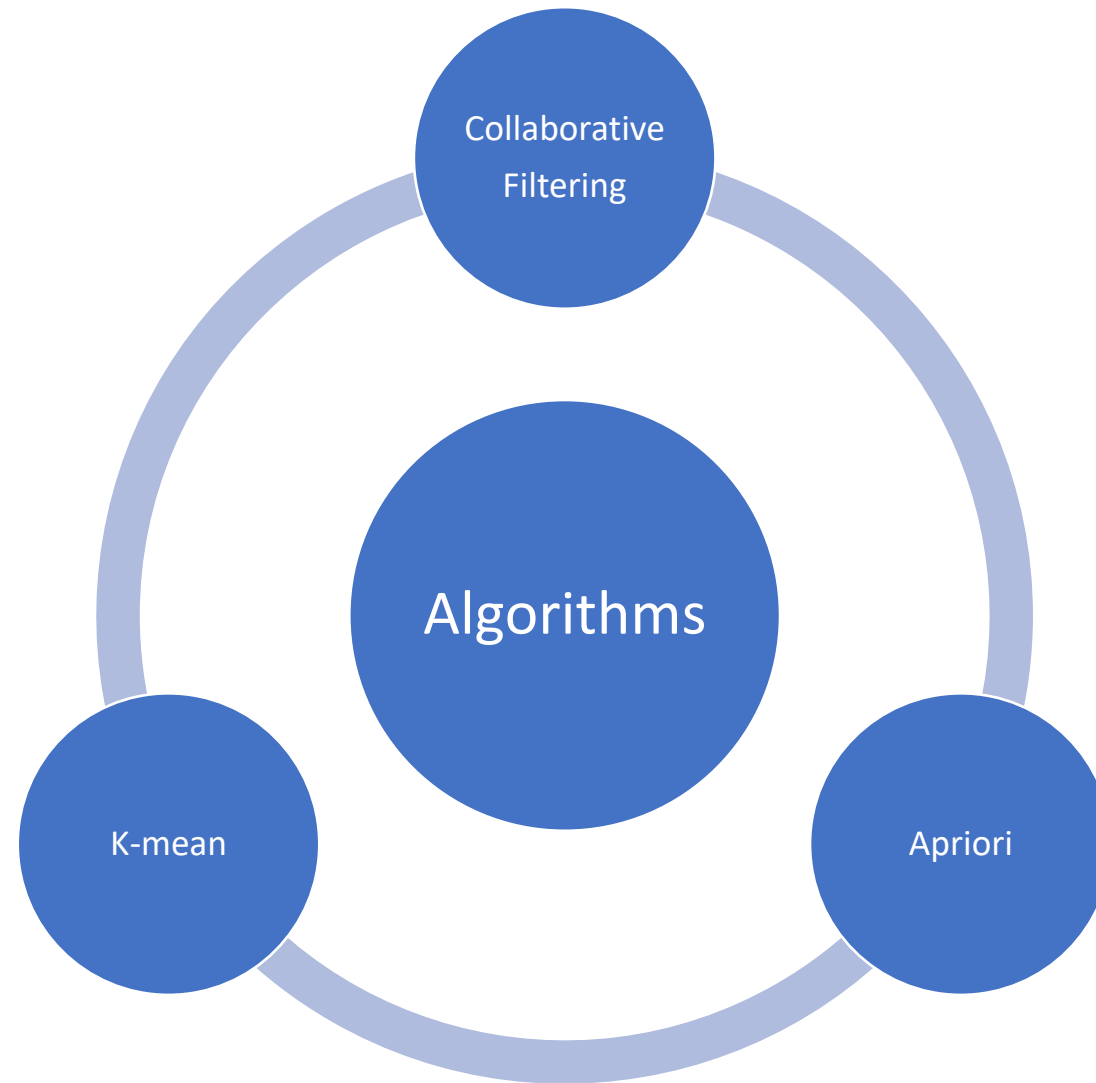 Collaborative
Filtering
Algorithms
K-mean
Apriori